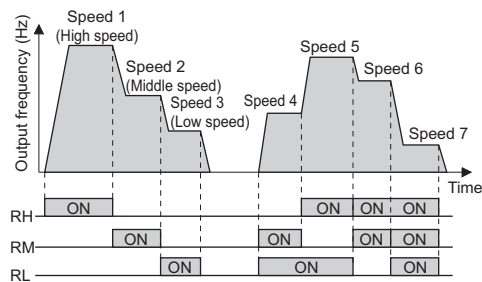 Output frequency (Hz)
Speed 1
(High speed)
Speed 2
(Middle speed)
Speed 3
(Low speed)
Speed 4
Speed 5
Speed 6
Speed 7
Time
RH
ON
ON
ON
ON
RM
ON
ON
ON
ON
RL
ON
ON
ON